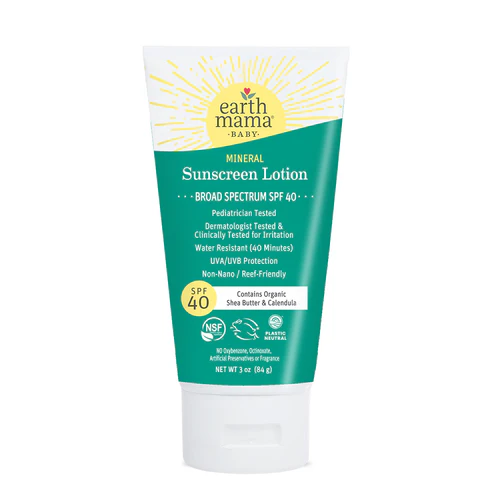 earth
mama®
·BABY·
MINERAL
Sunscreen Lotion
···BROAD SPECTRUM SPF 40···
Pediatrician Tested
Dermatologist Tested &
Clinically Tested for Irritation
Water Resistant (40 Minutes)
UVA/UVB Protection
Non-Nano / Reef-Friendly
SPF
40
Contains Organic
Shea Butter & Calendula
NSF
PLASTIC
NEUTRAL
NO Oxybenzone, Octinoxate,
Artificial Preservatives or Fragrance
NET WT 3 oz (84 g)